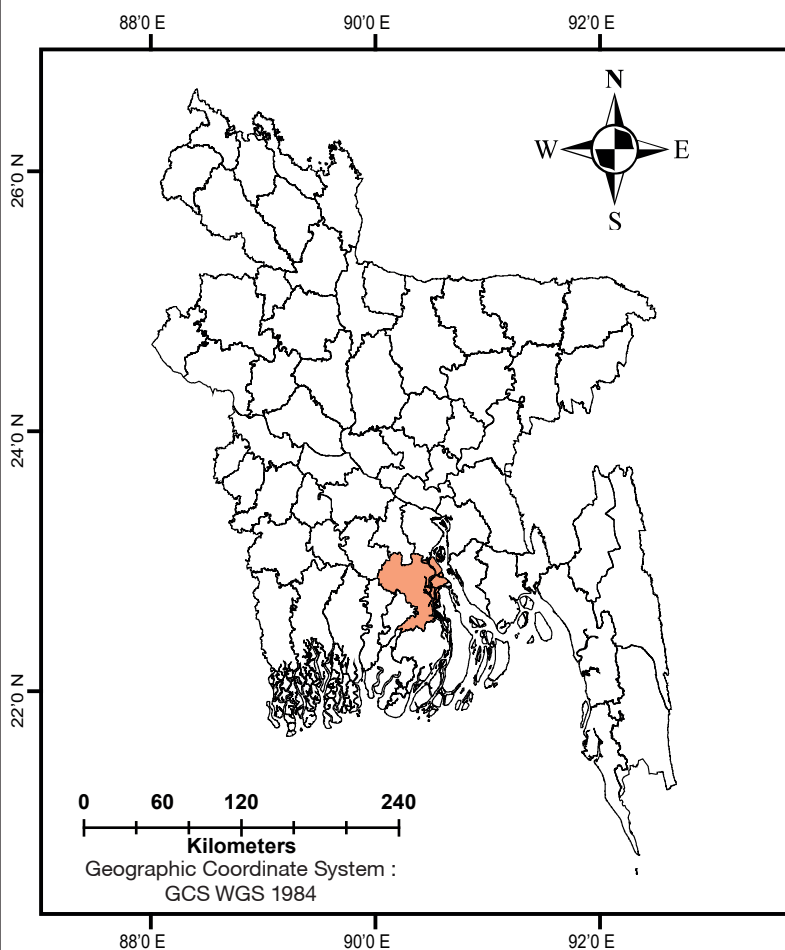 88’0 E 90’0 E 92’0 E
N
W E
S
26’0 N
24’0 N
22’0 N
0 60 120 240
Kilometers
Geographic Coordinate System :
GCS WGS 1984
88’0 E 90’0 E 92’0 E